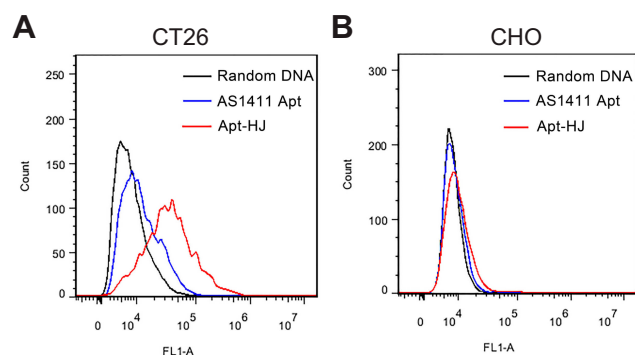 A
CT26
Random DNA
AS1411 Apt
Apt-HJ
Count
250
200
150
100
50
0
0
10^4
10^5
10^6
10^7
FL1-A
B
CHO
Random DNA
AS1411 Apt
Apt-HJ
Count
300
200
100
0
0
10^4
10^5
10^6
10^7
FL1-A